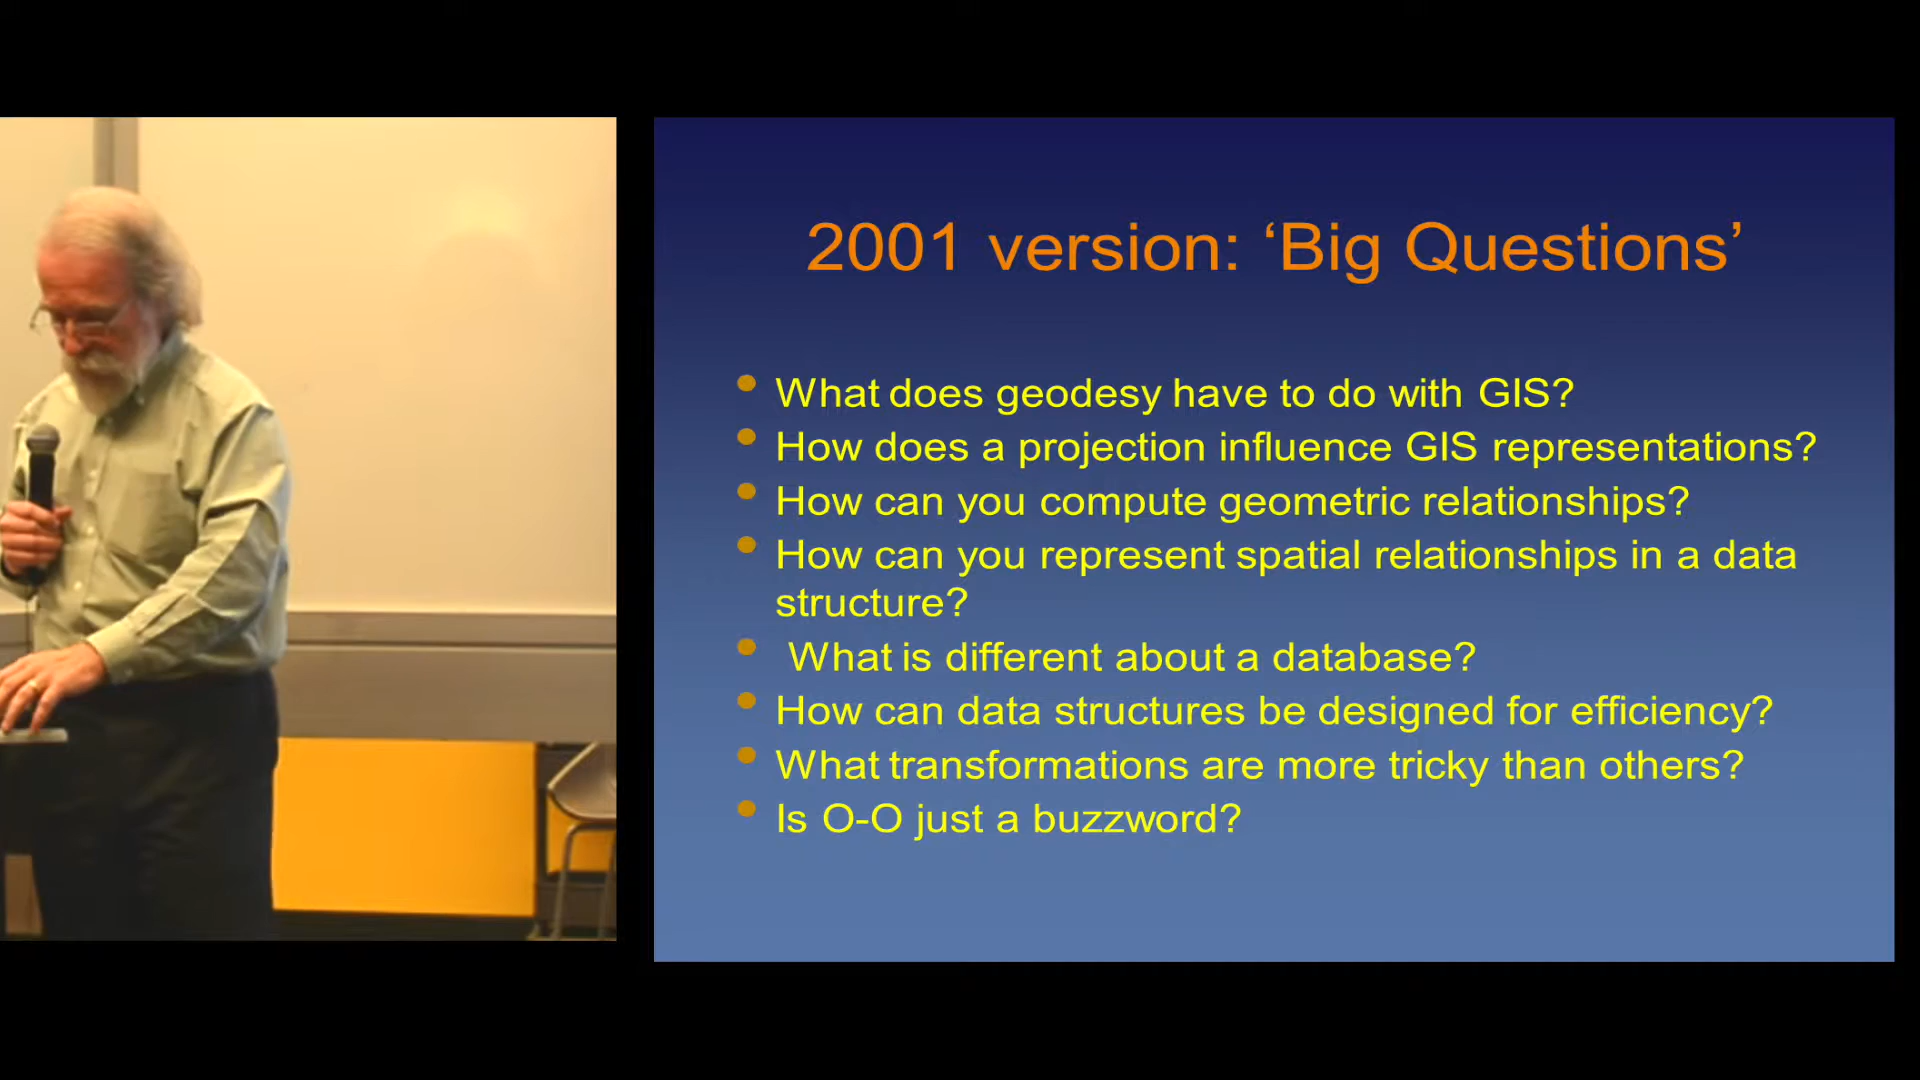 2001 version: ‘Big Questions’
What does geodesy have to do with GIS?
How does a projection influence GIS representations?
How can you compute geometric relationships?
How can you represent spatial relationships in a data
structure?
What is different about a database?
How can data structures be designed for efficiency?
What transformations are more tricky than others?
Is O-O just a buzzword?